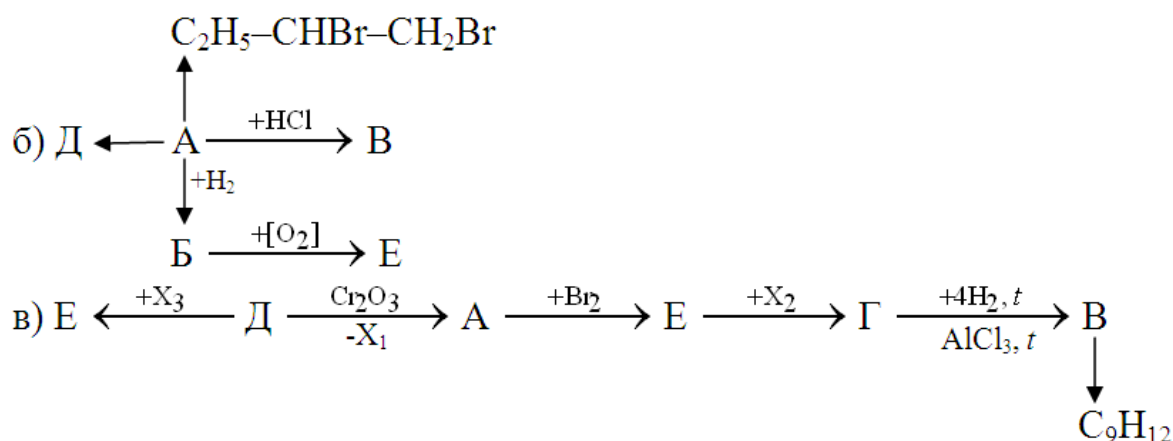 C₂H₅–CHBr–CH₂Br
+HCl
б) Д ← А → В
+H₂
+[O₂]
Б → Е
+X₃ Cr₂O₃ +Br₂ +X₂ +4H₂, t
в) Е ← Д → А → Е → Г → В
-X₁ AlCl₃, t
C₉H₁₂